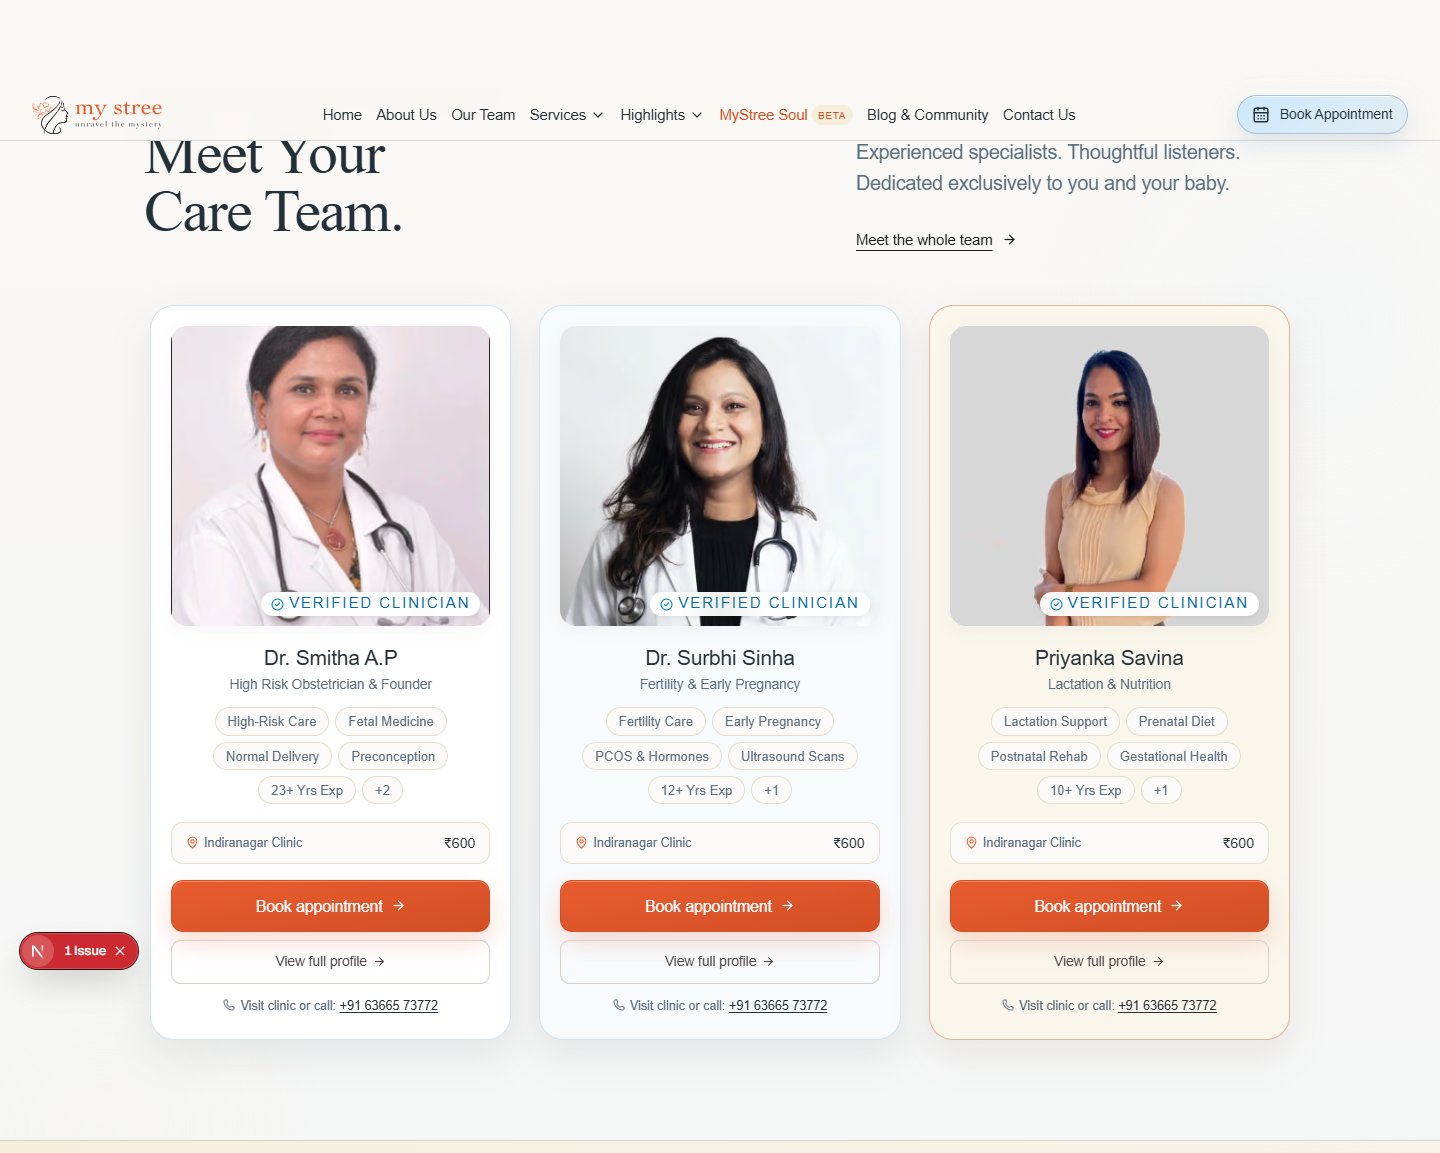 my stree
unravel the mystery
Home About Us Our Team Services Highlights MyStree Soul BETA Blog & Community Contact Us
Book Appointment
Meet Your
Care Team.
Experienced specialists. Thoughtful listeners.
Dedicated exclusively to you and your baby.
Meet the whole team
VERIFIED CLINICIAN
Dr. Smitha A.P
High Risk Obstetrician & Founder
High-Risk Care Fetal Medicine
Normal Delivery Preconception
23+ Yrs Exp +2
Indiranagar Clinic ₹600
Book appointment
View full profile
Visit clinic or call: +91 63665 73772
VERIFIED CLINICIAN
Dr. Surbhi Sinha
Fertility & Early Pregnancy
Fertility Care Early Pregnancy
PCOS & Hormones Ultrasound Scans
12+ Yrs Exp +1
Indiranagar Clinic ₹600
Book appointment
View full profile
Visit clinic or call: +91 63665 73772
VERIFIED CLINICIAN
Priyanka Savina
Lactation & Nutrition
Lactation Support Prenatal Diet
Postnatal Rehab Gestational Health
10+ Yrs Exp +1
Indiranagar Clinic ₹600
Book appointment
View full profile
Visit clinic or call: +91 63665 73772
N 1 Issue